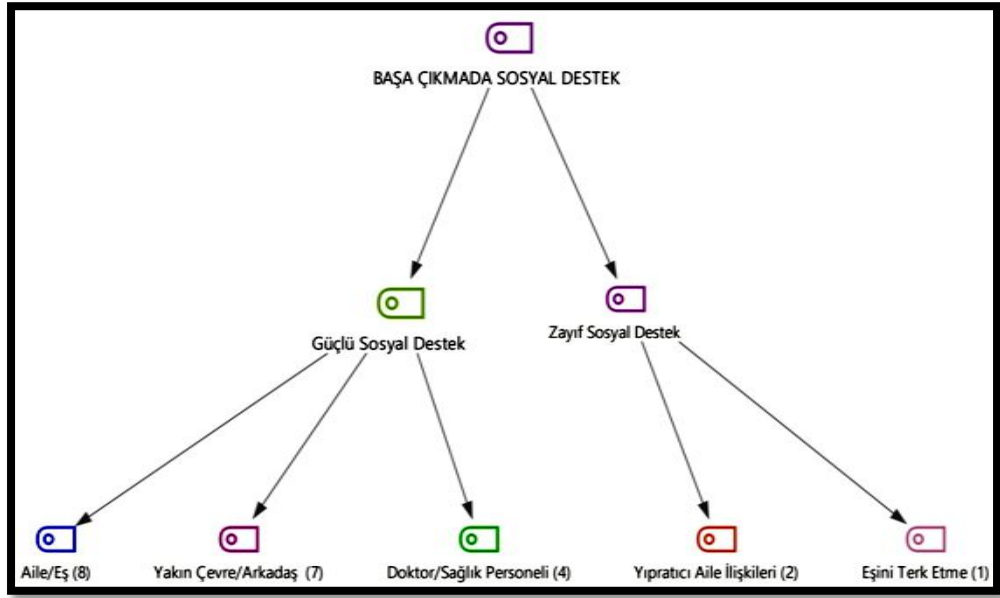 BAŞA ÇIKMADA SOSYAL DESTEK
Güçlü Sosyal Destek
Zayıf Sosyal Destek
Aile/Eş (8)
Yakın Çevre/Arkadaş (7)
Doktor/Sağlık Personeli (4)
Yıpratıcı Aile İlişkileri (2)
Eşini Terk Etme (1)